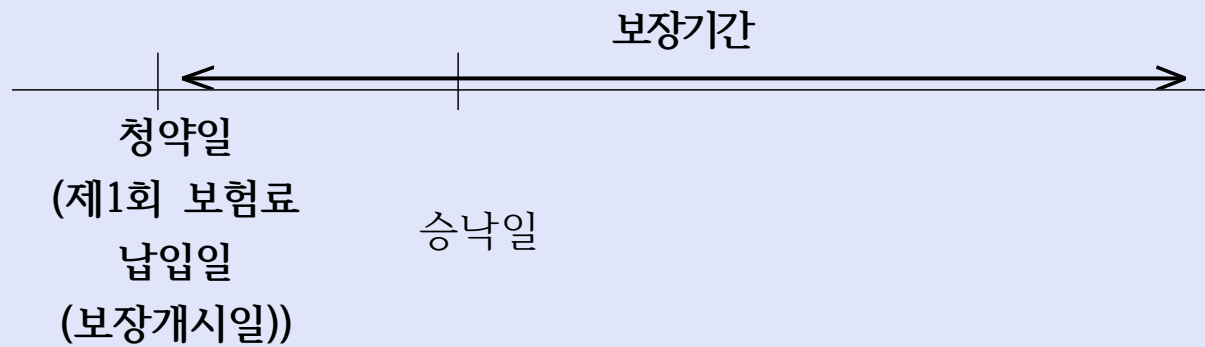 보장기간
청약일
(제1회 보험료
납입일
(보장개시일))
승낙일